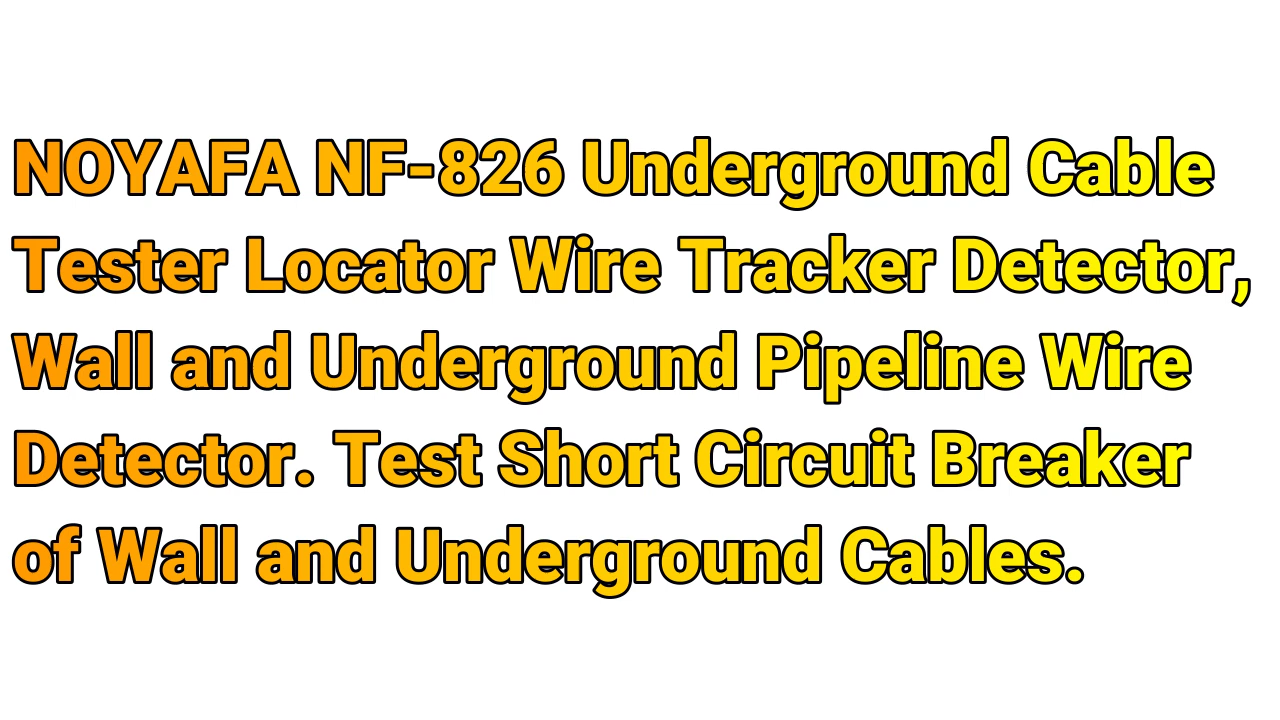 NOYAFA NF-826 Underground Cable
Tester Locator Wire Tracker Detector,
Wall and Underground Pipeline Wire
Detector. Test Short Circuit Breaker
of Wall and Underground Cables.